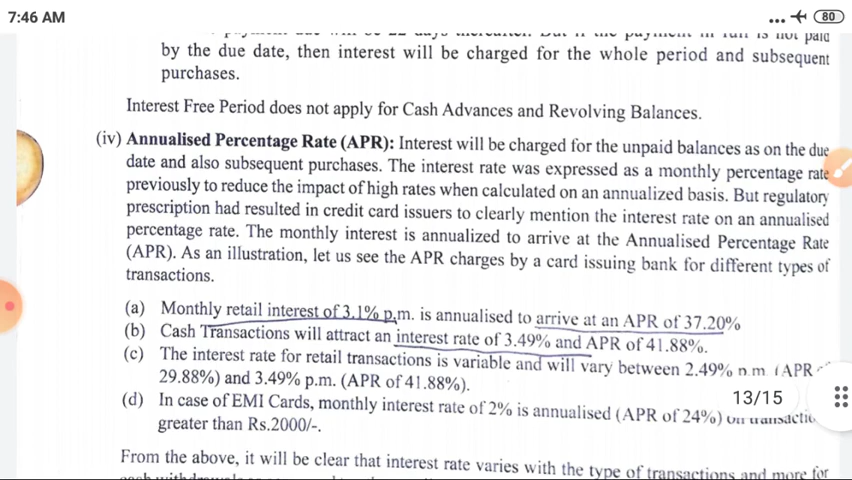 7:46 AM
80
by the due date, then interest will be charged for the whole period and subsequent
purchases.
Interest Free Period does not apply for Cash Advances and Revolving Balances.
(iv) Annualised Percentage Rate (APR): Interest will be charged for the unpaid balances as on the due
date and also subsequent purchases. The interest rate was expressed as a monthly percentage rate
previously to reduce the impact of high rates when calculated on an annualized basis. But regulatory
prescription had resulted in credit card issuers to clearly mention the interest rate on an annualised
percentage rate. The monthly interest is annualized to arrive at the Annualised Percentage Rate
(APR). As an illustration, let us see the APR charges by a card issuing bank for different types of
transactions.
(a) Monthly retail interest of 3.1% p.m. is annualised to arrive at an APR of 37.20%
(b) Cash Transactions will attract an interest rate of 3.49% and APR of 41.88%.
(c) The interest rate for retail transactions is variable and will vary between 2.49% p.m. (APR
29.88%) and 3.49% p.m. (APR of 41.88%).
13/15
(d) In case of EMI Cards, monthly interest rate of 2% is annualised (APR of 24%) on
greater than Rs.2000/-.
From the above, it will be clear that interest rate varies with the type of transactions and more for